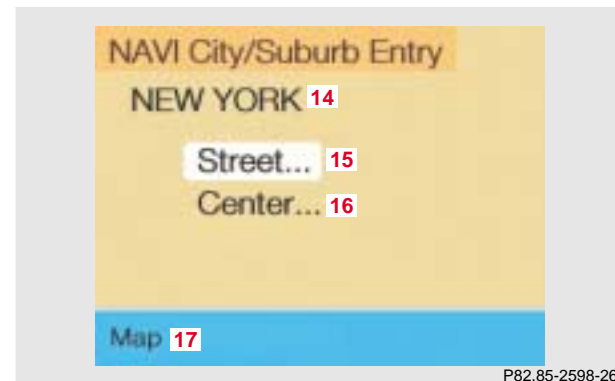 NAVI City/Suburb Entry
NEW YORK 14
Street... 15
Center... 16
Map 17
P82.85-2598-26